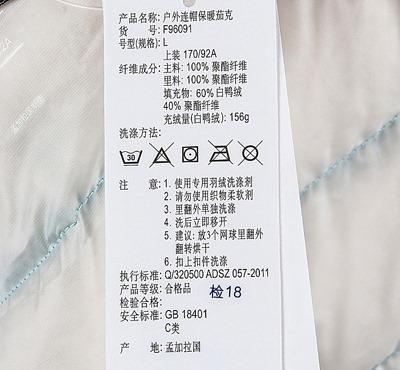 产品名称: 户外连帽保暖茄克
货 号: F96091
号型(规格): L
上装 170/92A
纤维成分: 主料: 100% 聚酯纤维
里料: 100% 聚酯纤维
填充物: 60% 白鸭绒
40% 聚酯纤维
充绒量(白鸭绒): 156g
洗涤方法:
30
注 意: 1. 使用专用羽绒洗涤剂
2. 请勿使用织物柔软剂
3. 里翻外单独洗涤
4. 洗后立即移开
5. 建议: 放3个网球里翻外
翻转烘干
6. 扣上扣件洗涤
执行标准: Q/320500 ADSZ 057-2011
产品等级: 合格品
检验合格: 检18
安全标准: GB 18401
C类
产 地: 孟加拉国